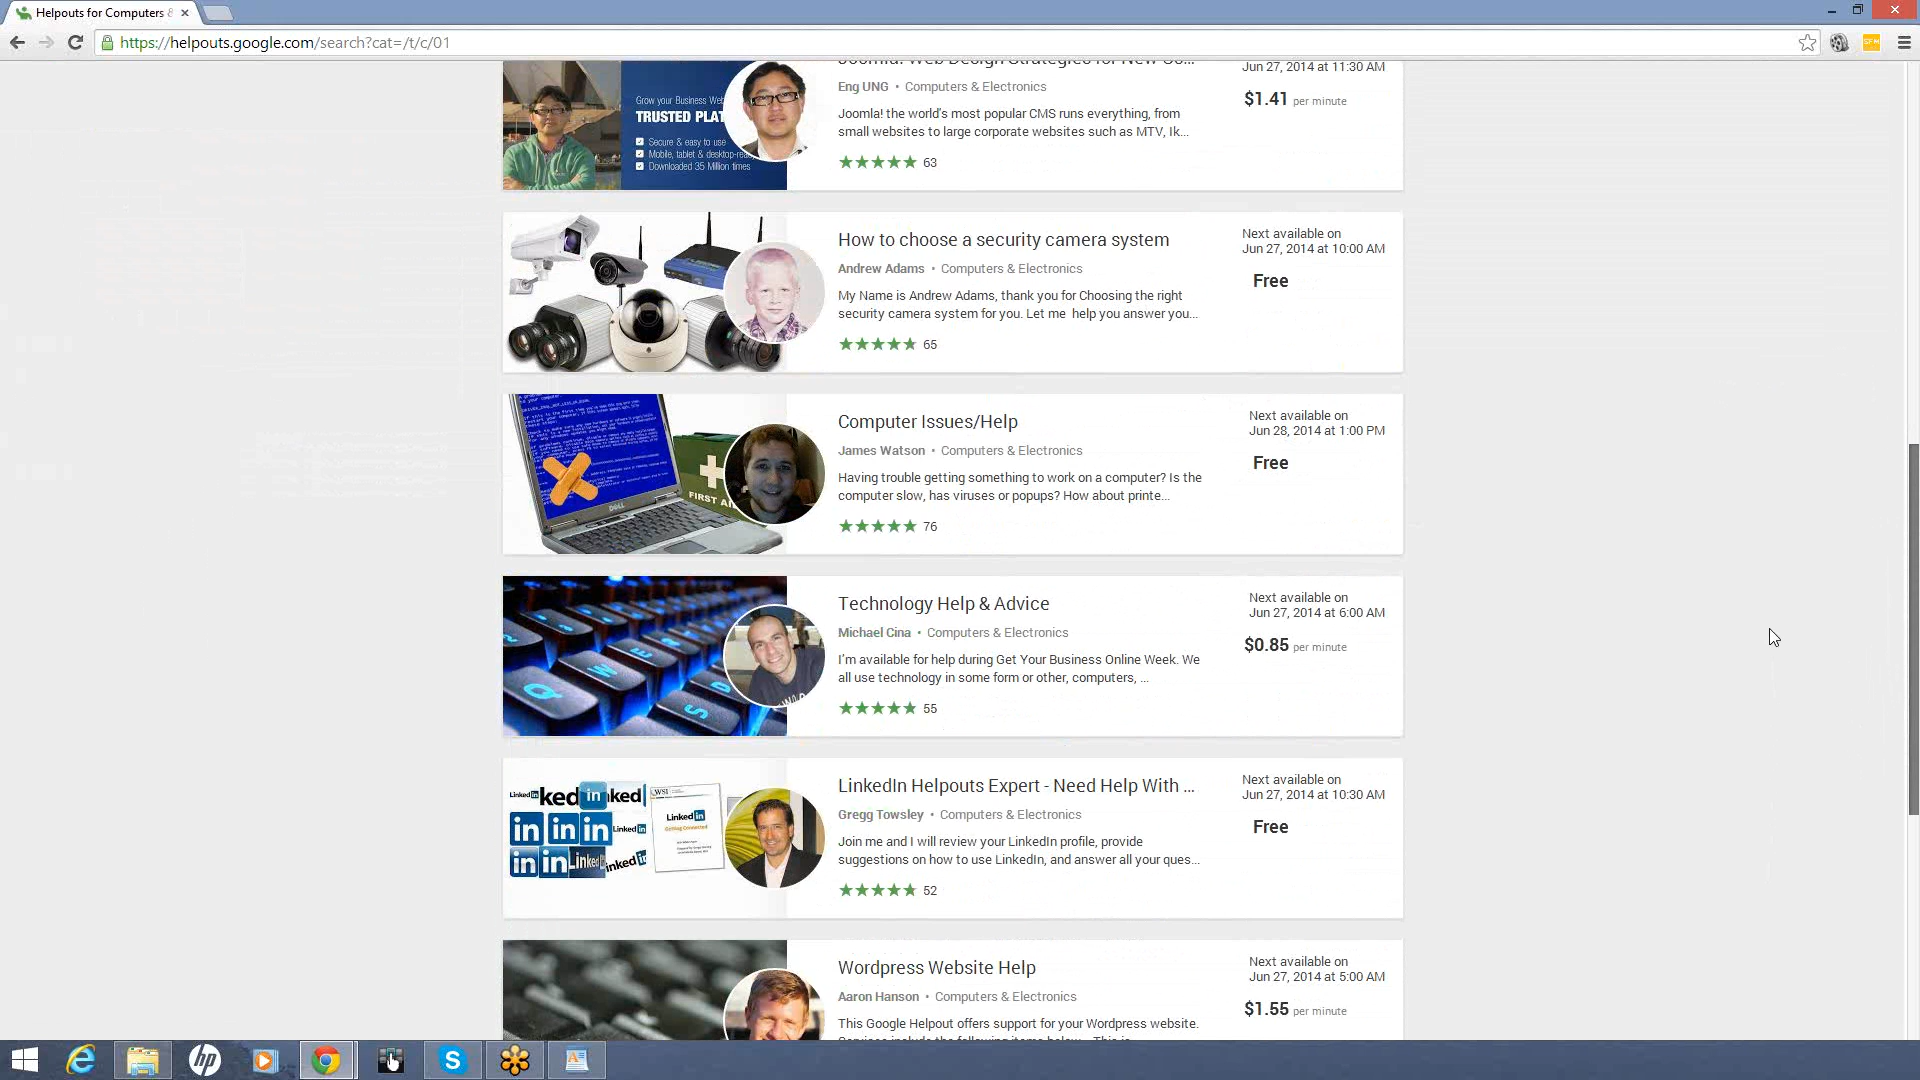 Helpouts for Computers &
https://helpouts.google.com/search?cat=/t/c/01
Joomla! Web Design Strategies for New Co...
Eng UNG • Computers & Electronics
Joomla! the world's most popular CMS runs everything, from
small websites to large corporate websites such as MTV, Ik...
63
Jun 27, 2014 at 11:30 AM
$1.41 per minute
Grow your Business Web
TRUSTED PLAT
Secure & easy to use
Mobile, tablet & desktop-read
Downloaded 35 Million times
How to choose a security camera system
Andrew Adams • Computers & Electronics
My Name is Andrew Adams, thank you for Choosing the right
security camera system for you. Let me help you answer you...
65
Next available on
Jun 27, 2014 at 10:00 AM
Free
FIRST AI
DELL
Computer Issues/Help
James Watson • Computers & Electronics
Having trouble getting something to work on a computer? Is the
computer slow, has viruses or popups? How about printe...
76
Next available on
Jun 28, 2014 at 1:00 PM
Free
Q W E S D
Technology Help & Advice
Michael Cina • Computers & Electronics
I'm available for help during Get Your Business Online Week. We
all use technology in some form or other, computers, ...
55
Next available on
Jun 27, 2014 at 6:00 AM
$0.85 per minute
Linked in
WSI
Linked in
Getting Connected
LinkedIn Helpouts Expert - Need Help With ...
Gregg Towsley • Computers & Electronics
Join me and I will review your LinkedIn profile, provide
suggestions on how to use LinkedIn, and answer all your ques...
52
Next available on
Jun 27, 2014 at 10:30 AM
Free
Wordpress Website Help
Aaron Hanson • Computers & Electronics
This Google Helpout offers support for your Wordpress website.
Next available on
Jun 27, 2014 at 5:00 AM
$1.55 per minute